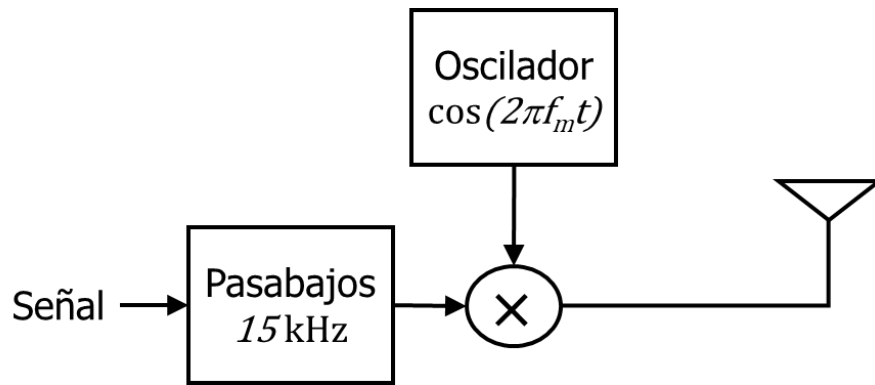 Oscilador
cos(2πf_mt)
Señal
Pasabajos
15 kHz
×